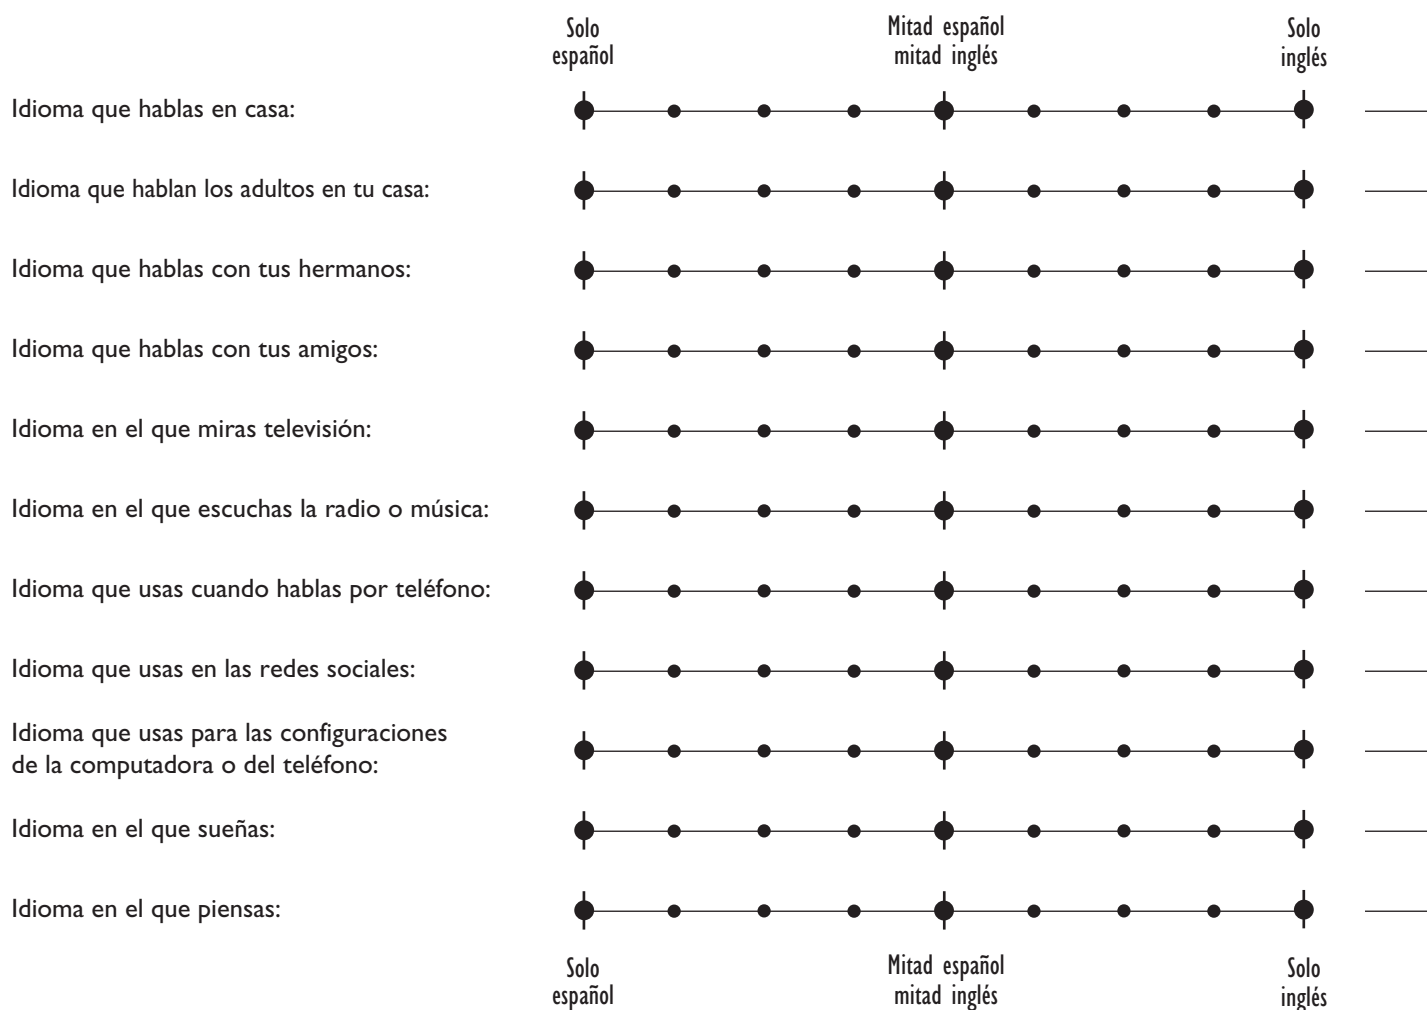 Solo
español
Mitad español
mitad inglés
Solo
inglés
Idioma que hablas en casa:
Idioma que hablan los adultos en tu casa:
Idioma que hablas con tus hermanos:
Idioma que hablas con tus amigos:
Idioma en el que miras televisión:
Idioma en el que escuchas la radio o música:
Idioma que usas cuando hablas por teléfono:
Idioma que usas en las redes sociales:
Idioma que usas para las configuraciones
de la computadora o del teléfono:
Idioma en el que sueñas:
Idioma en el que piensas:
Solo
español
Mitad español
mitad inglés
Solo
inglés